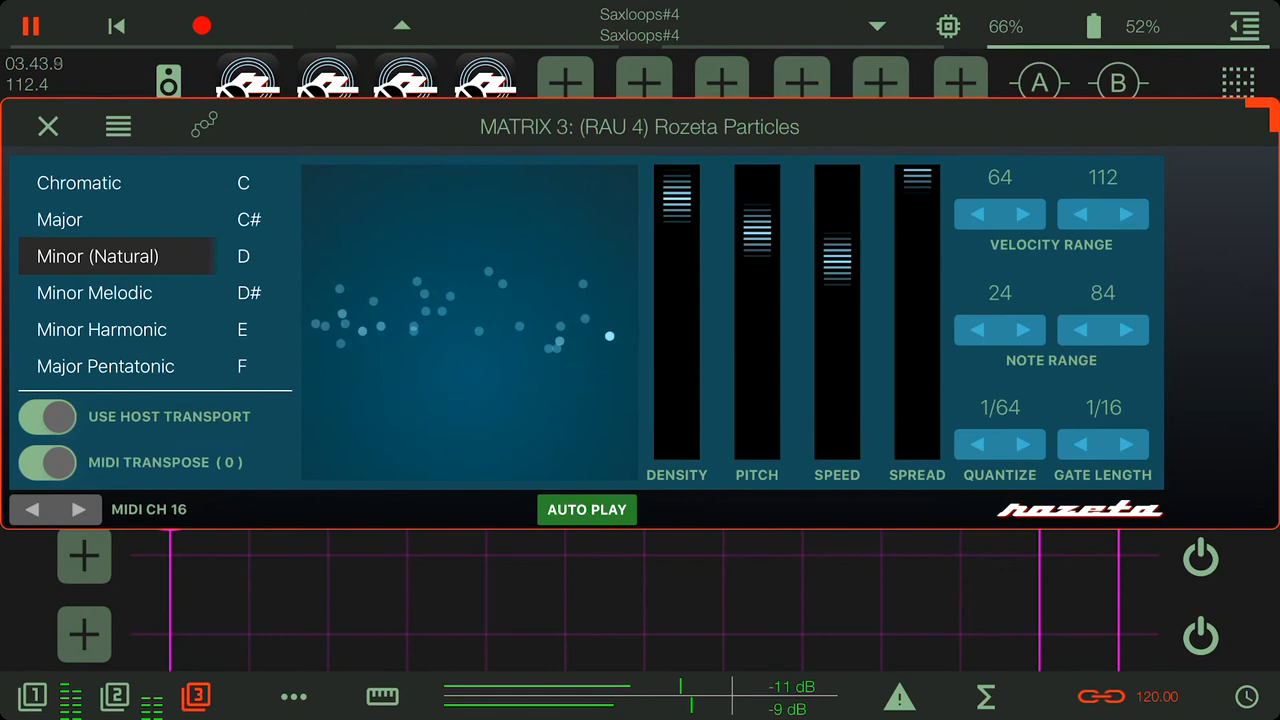 Saxloops#4
Saxloops#4
66%
52%
03.43.9
112.4
A
B
MATRIX 3: (RAU 4) Rozeta Particles
Chromatic
C
Major
C#
Minor (Natural)
D
Minor Melodic
D#
Minor Harmonic
E
Major Pentatonic
F
USE HOST TRANSPORT
MIDI TRANSPOSE ( 0 )
DENSITY
PITCH
SPEED
SPREAD
64
112
VELOCITY RANGE
24
84
NOTE RANGE
1/64
1/16
QUANTIZE
GATE LENGTH
MIDI CH 16
AUTO PLAY
rozeta
1
2
3
-11 dB
-9 dB
Σ
120.00